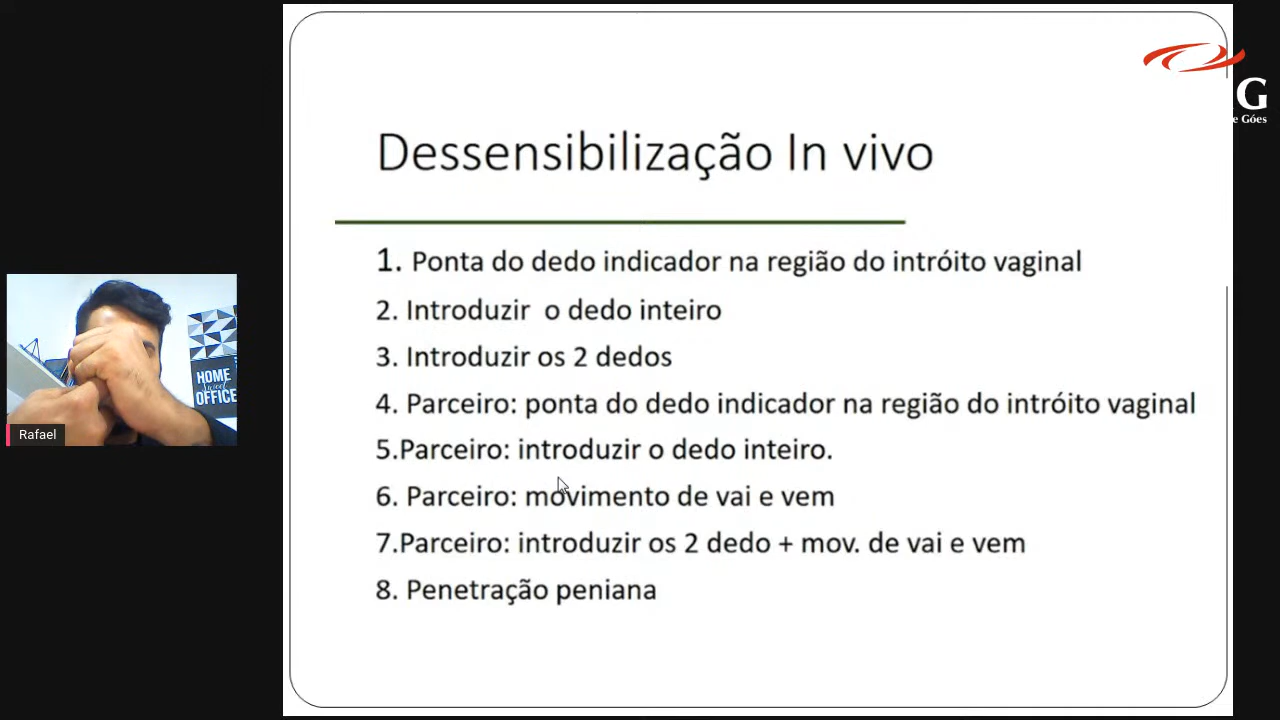 G
e Góes
Dessensibilização In vivo
1. Ponta do dedo indicador na região do intróito vaginal
2. Introduzir o dedo inteiro
3. Introduzir os 2 dedos
4. Parceiro: ponta do dedo indicador na região do intróito vaginal
5.Parceiro: introduzir o dedo inteiro.
6. Parceiro: movimento de vai e vem
7.Parceiro: introduzir os 2 dedo + mov. de vai e vem
8. Penetração peniana
HOME
Sweet
OFFICE
Rafael